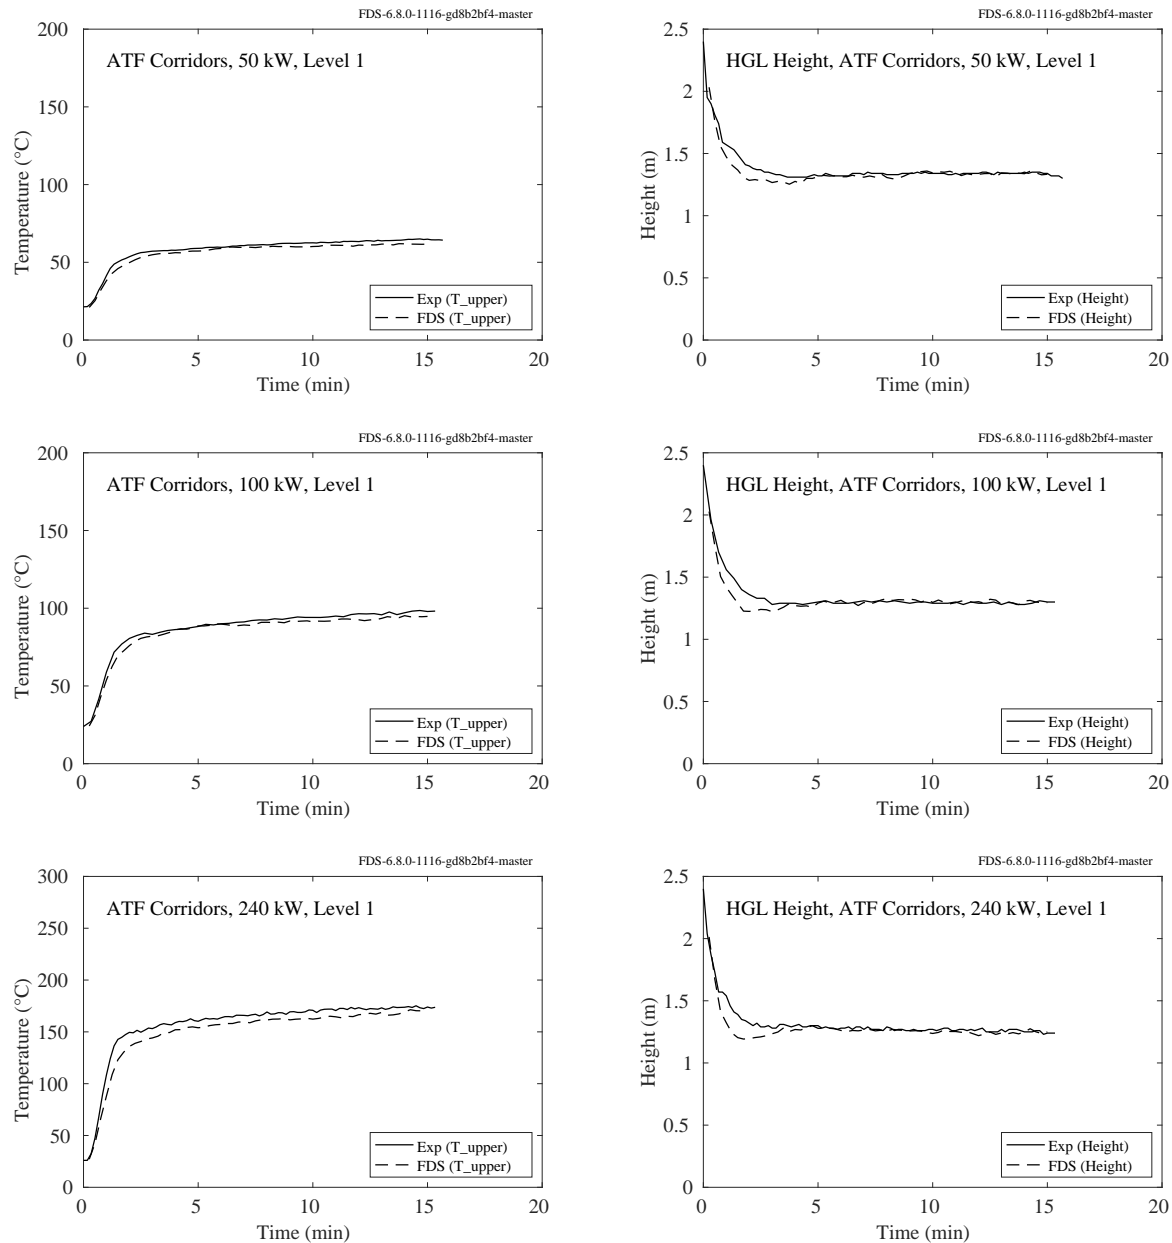 FDS-6.8.0-1116-gd8b2bf4-master
ATF Corridors, 50 kW, Level 1
200
150
100
50
0
Temperature (°C)
0 5 10 15 20
Time (min)
Exp (T_upper)
FDS (T_upper)
FDS-6.8.0-1116-gd8b2bf4-master
HGL Height, ATF Corridors, 50 kW, Level 1
2.5
2
1.5
1
0.5
0
Height (m)
0 5 10 15 20
Time (min)
Exp (Height)
FDS (Height)
FDS-6.8.0-1116-gd8b2bf4-master
ATF Corridors, 100 kW, Level 1
200
150
100
50
0
Temperature (°C)
0 5 10 15 20
Time (min)
Exp (T_upper)
FDS (T_upper)
FDS-6.8.0-1116-gd8b2bf4-master
HGL Height, ATF Corridors, 100 kW, Level 1
2.5
2
1.5
1
0.5
0
Height (m)
0 5 10 15 20
Time (min)
Exp (Height)
FDS (Height)
FDS-6.8.0-1116-gd8b2bf4-master
ATF Corridors, 240 kW, Level 1
300
250
200
150
100
50
0
Temperature (°C)
0 5 10 15 20
Time (min)
Exp (T_upper)
FDS (T_upper)
FDS-6.8.0-1116-gd8b2bf4-master
HGL Height, ATF Corridors, 240 kW, Level 1
2.5
2
1.5
1
0.5
0
Height (m)
0 5 10 15 20
Time (min)
Exp (Height)
FDS (Height)